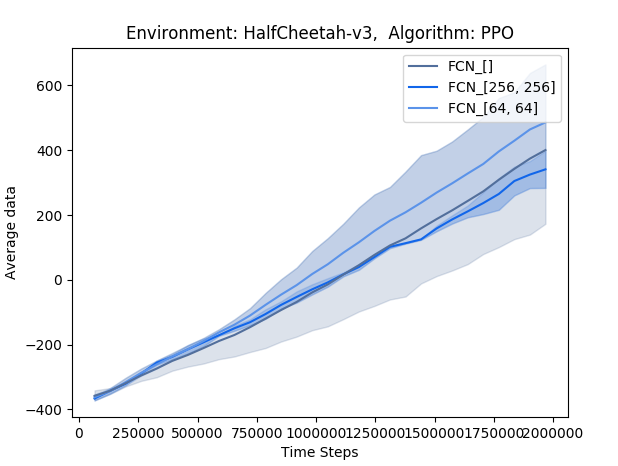 Environment: HalfCheetah-v3,  Algorithm: PPO
FCN_[]
FCN_[256, 256]
FCN_[64, 64]
Average data
600
400
200
0
−200
−400
0 250000 500000 750000 1000000 1250000 1500000 1750000 2000000
Time Steps